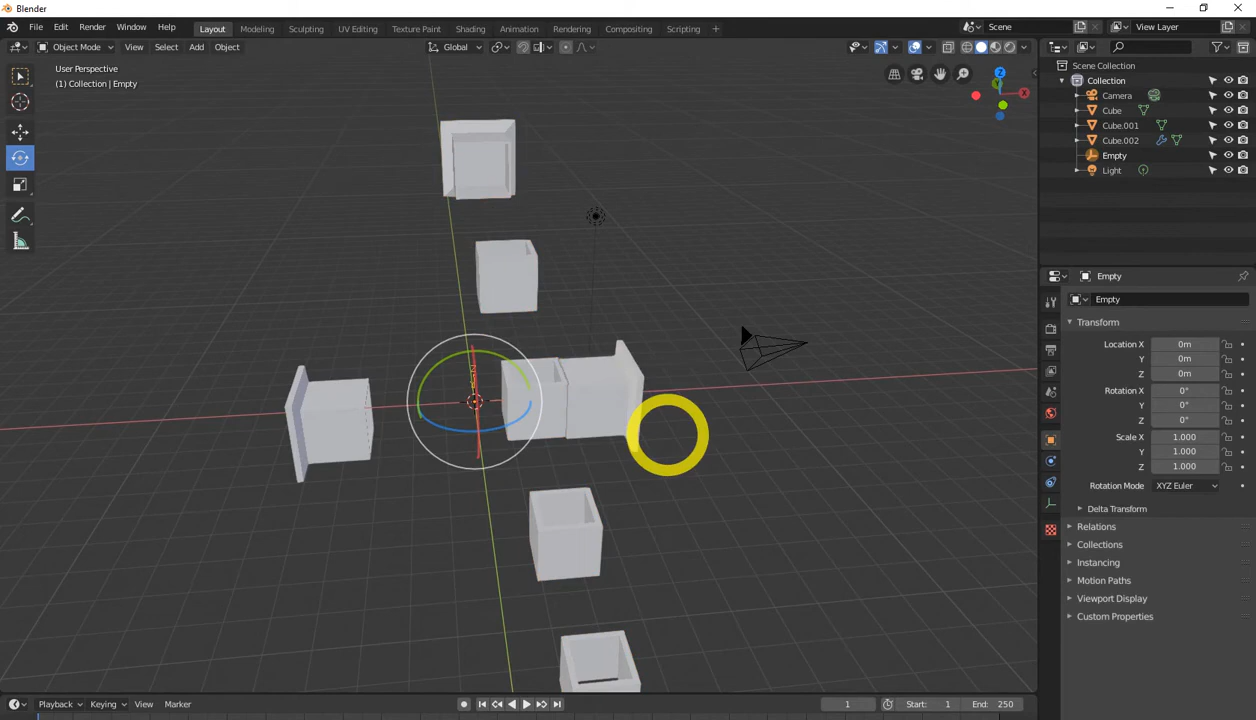 Blender
File Edit Render Window Help Layout Modeling Sculpting UV Editing Texture Paint Shading Animation Rendering Compositing Scripting Scene View Layer
Object Mode View Select Add Object Global
User Perspective
(1) Collection | Empty
Z
X
Y
Scene Collection
Collection
Camera
Cube
Cube.001
Cube.002
Empty
Light
Empty
Empty
Transform
Location X 0m
Y 0m
Z 0m
Rotation X 0°
Y 0°
Z 0°
Scale X 1.000
Y 1.000
Z 1.000
Rotation Mode XYZ Euler
Delta Transform
Relations
Collections
Instancing
Motion Paths
Viewport Display
Custom Properties
Playback Keying View Marker 1 Start: 1 End: 250